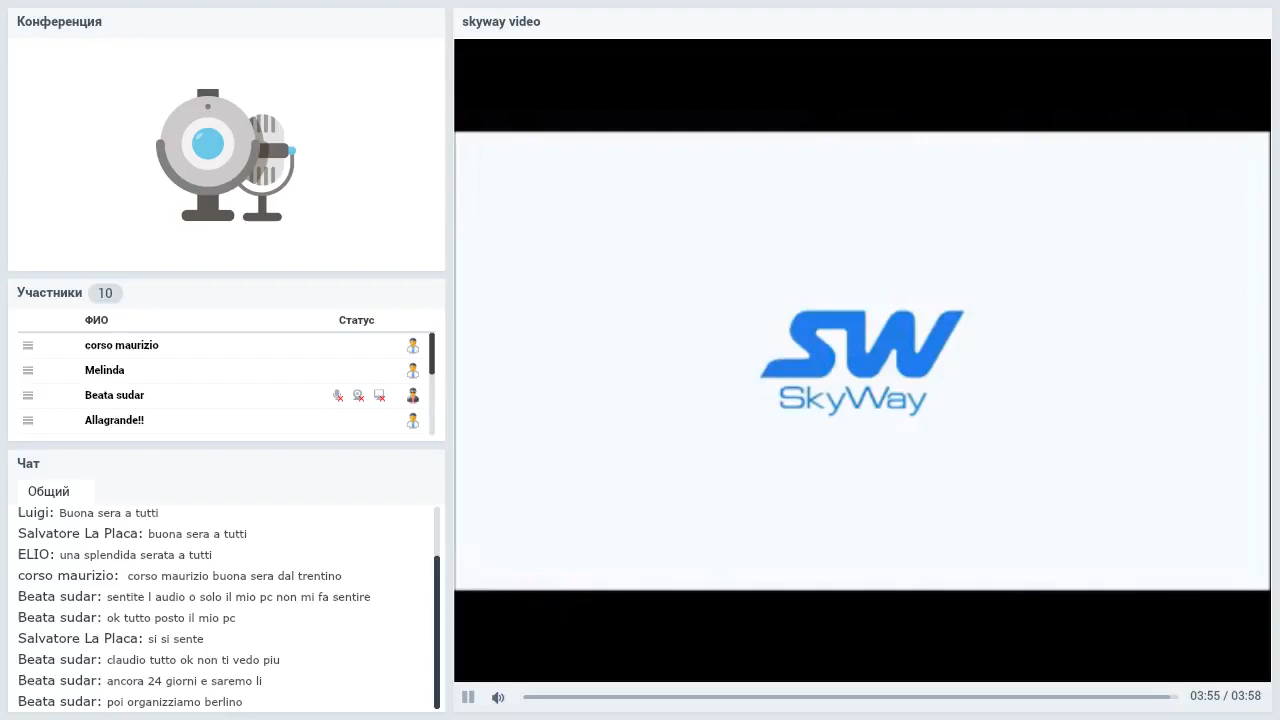 Конференция
skyway video
SW
SkyWay
Участники 10
ФИО Статус
corso maurizio
Melinda
Beata sudar
Allagrande!!
Чат
Общий
Luigi: Buona sera a tutti
Salvatore La Placa: buona sera a tutti
ELIO: una splendida serata a tutti
corso maurizio: corso maurizio buona sera dal trentino
Beata sudar: sentite l audio o solo il mio pc non mi fa sentire
Beata sudar: ok tutto posto il mio pc
Salvatore La Placa: si si sente
Beata sudar: claudio tutto ok non ti vedo piu
Beata sudar: ancora 24 giorni e saremo li
Beata sudar: poi organizziamo berlino
03:55 / 03:58